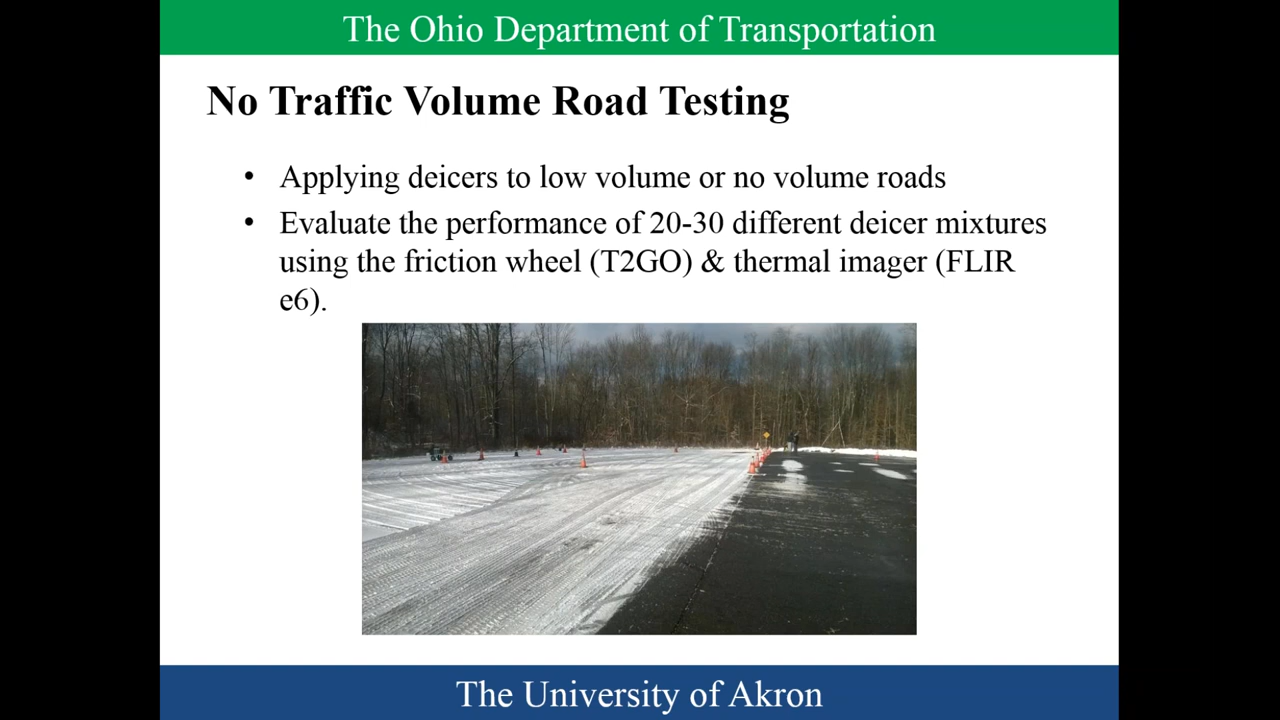 The Ohio Department of Transportation
No Traffic Volume Road Testing
• Applying deicers to low volume or no volume roads
• Evaluate the performance of 20-30 different deicer mixtures
using the friction wheel (T2GO) & thermal imager (FLIR
e6).
The University of Akron